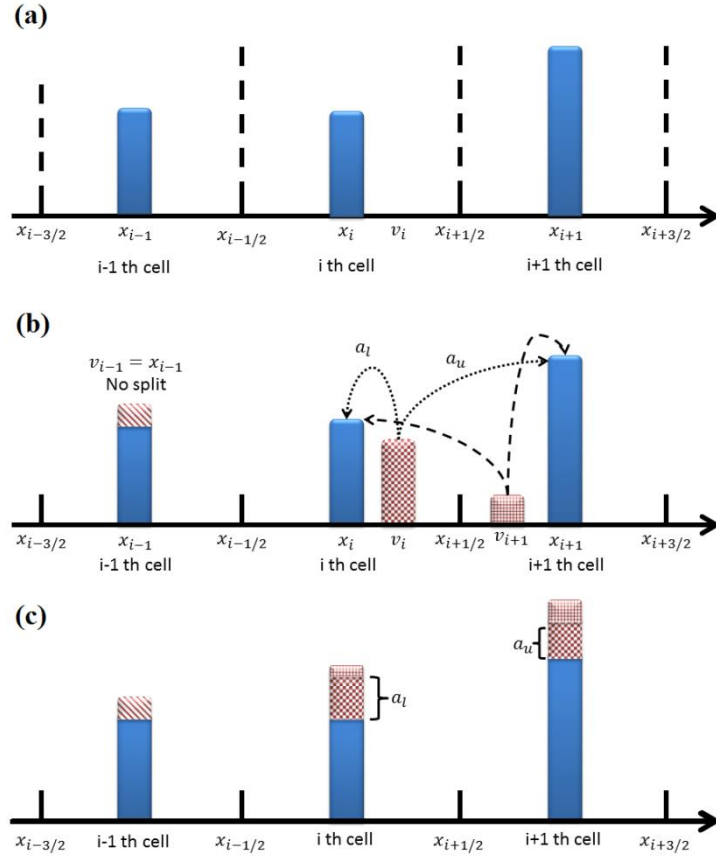 (a)
x_{i−3/2} x_{i−1} x_{i−1/2} x_i v_i x_{i+1/2} x_{i+1} x_{i+3/2}
i-1 th cell i th cell i+1 th cell
(b)
v_{i−1} = x_{i−1}
No split
a_l a_u
x_{i−3/2} x_{i−1} x_{i−1/2} x_i v_i x_{i+1/2} v_{i+1} x_{i+1} x_{i+3/2}
i-1 th cell i th cell i+1 th cell
(c)
a_u
a_l
x_{i−3/2} i-1 th cell x_{i−1/2} i th cell x_{i+1/2} i+1 th cell x_{i+3/2}